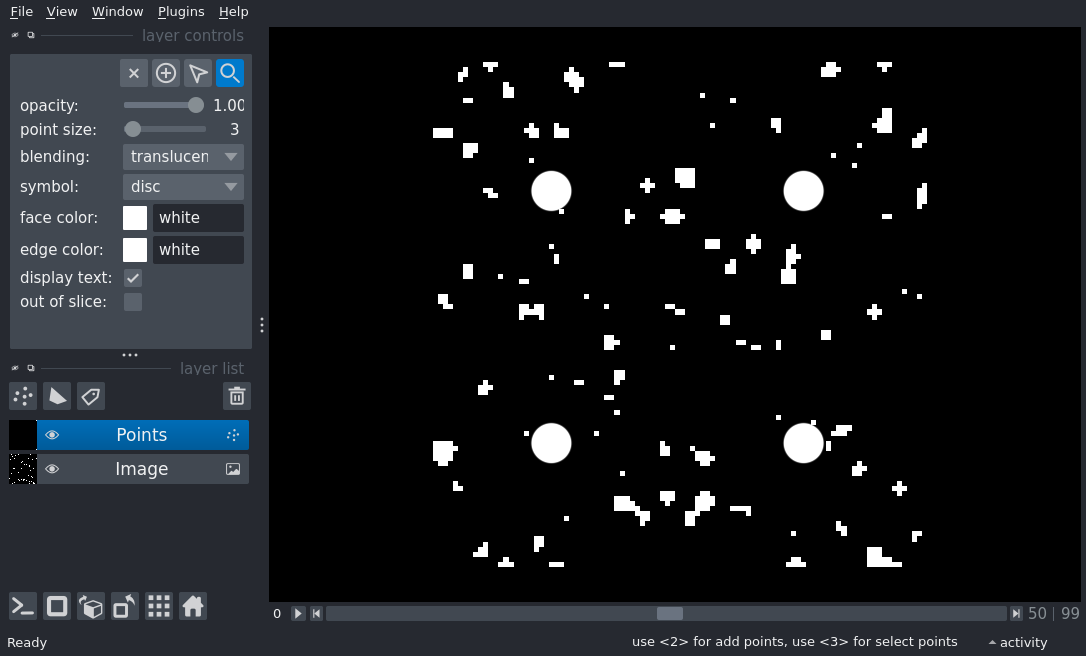 File View Window Plugins Help
layer controls
opacity: 1.00
point size: 3
blending: translucen
symbol: disc
face color: white
edge color: white
display text:
out of slice:
layer list
Points
Image
0 50 | 99
Ready use <2> for add points, use <3> for select points activity